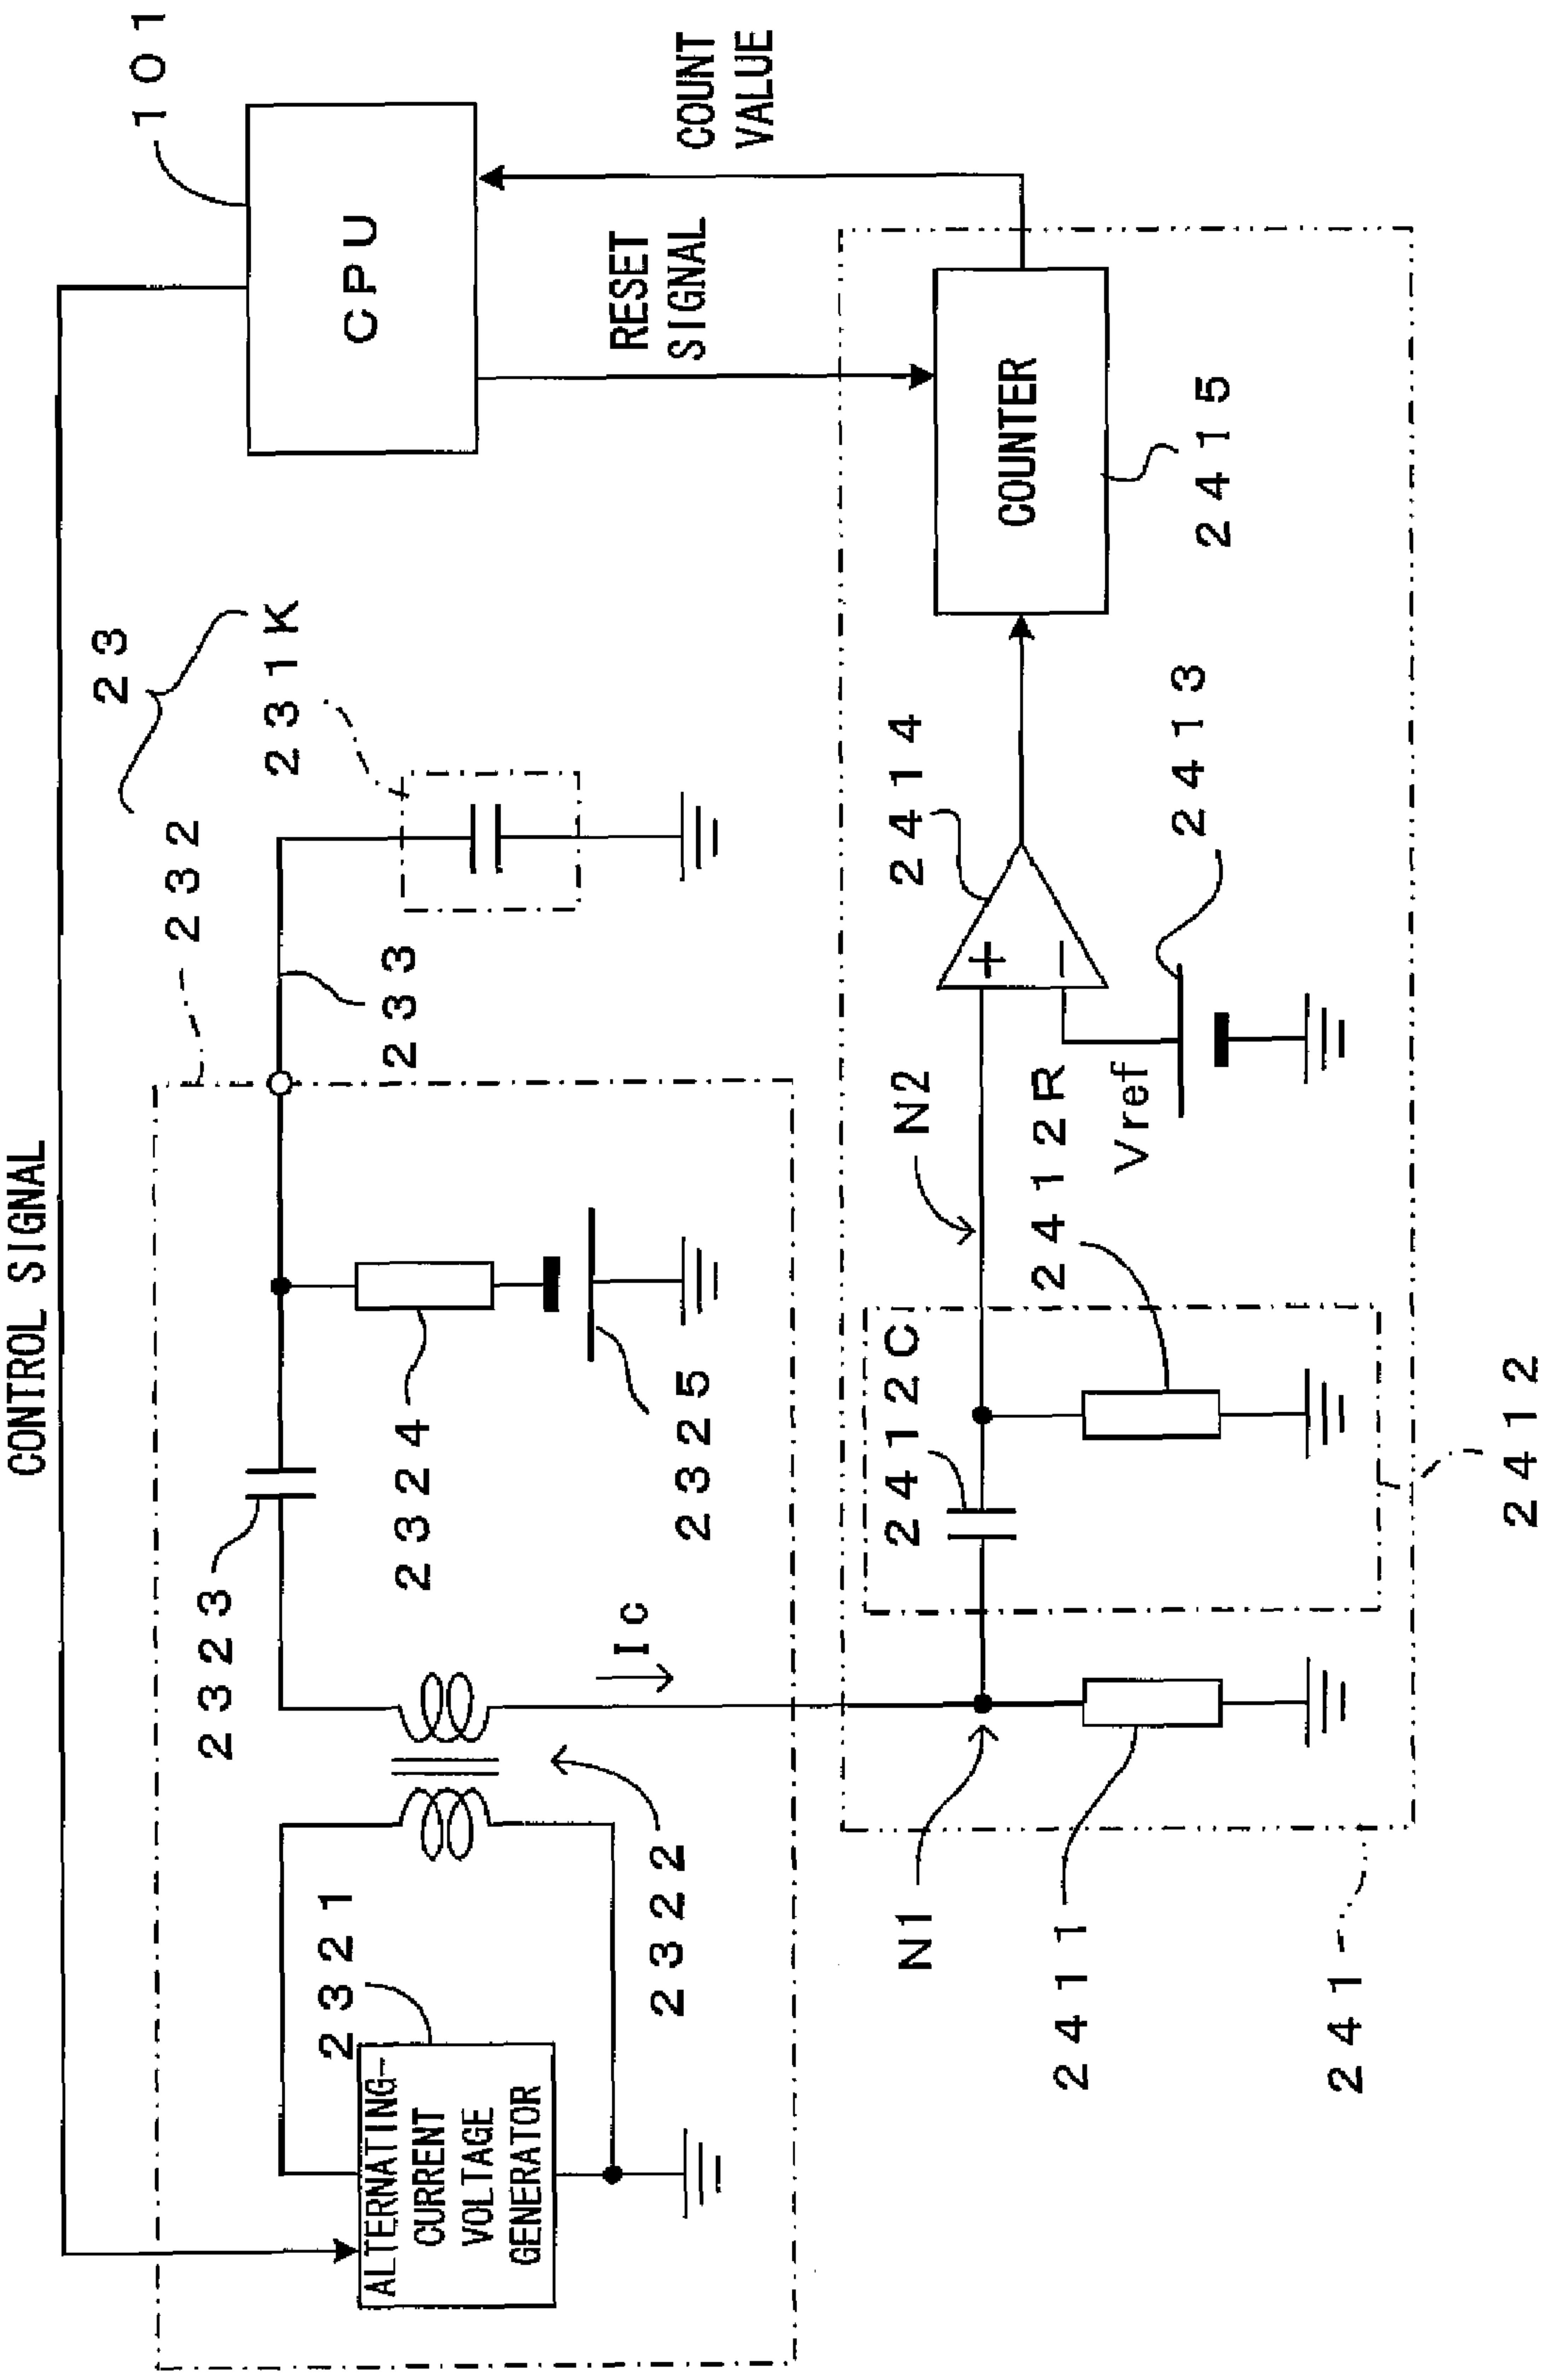 CONTROL SIGNAL
101
CPU
23
232
231K
233
2323
2324
2325
2321
ALTERNATING-
CURRENT
VOLTAGE
GENERATOR
2322
Ic
RESET
SIGNAL
COUNT
VALUE
N1
N2
2412C
2412R
2414
+
−
Vref
2413
COUNTER
2415
2411
2412
241